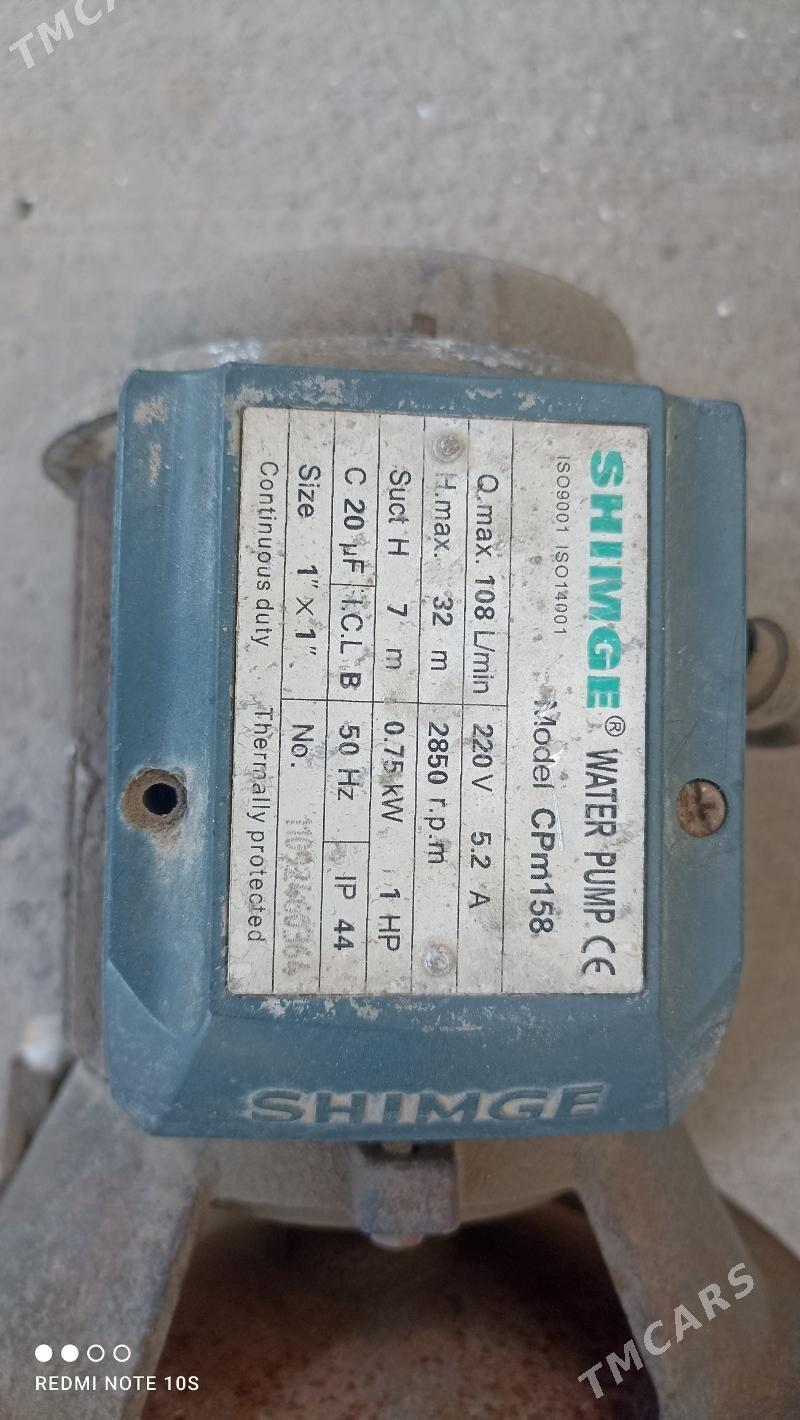 TMCARS
SHIMGE® WATER PUMP CE
ISO9001 ISO14001
Model CPm158
Q.max. 108 L/min 220V 5.2 A
H.max. 32 m 2850 r.p.m
Suct H 7 m 0.75kW 1 HP
C 20 µF I.C.L B 50 Hz IP 44
Size 1" X 1" No.
Continuous duty Thermally protected
SHIMGE
TMCARS
REDMI NOTE 10S